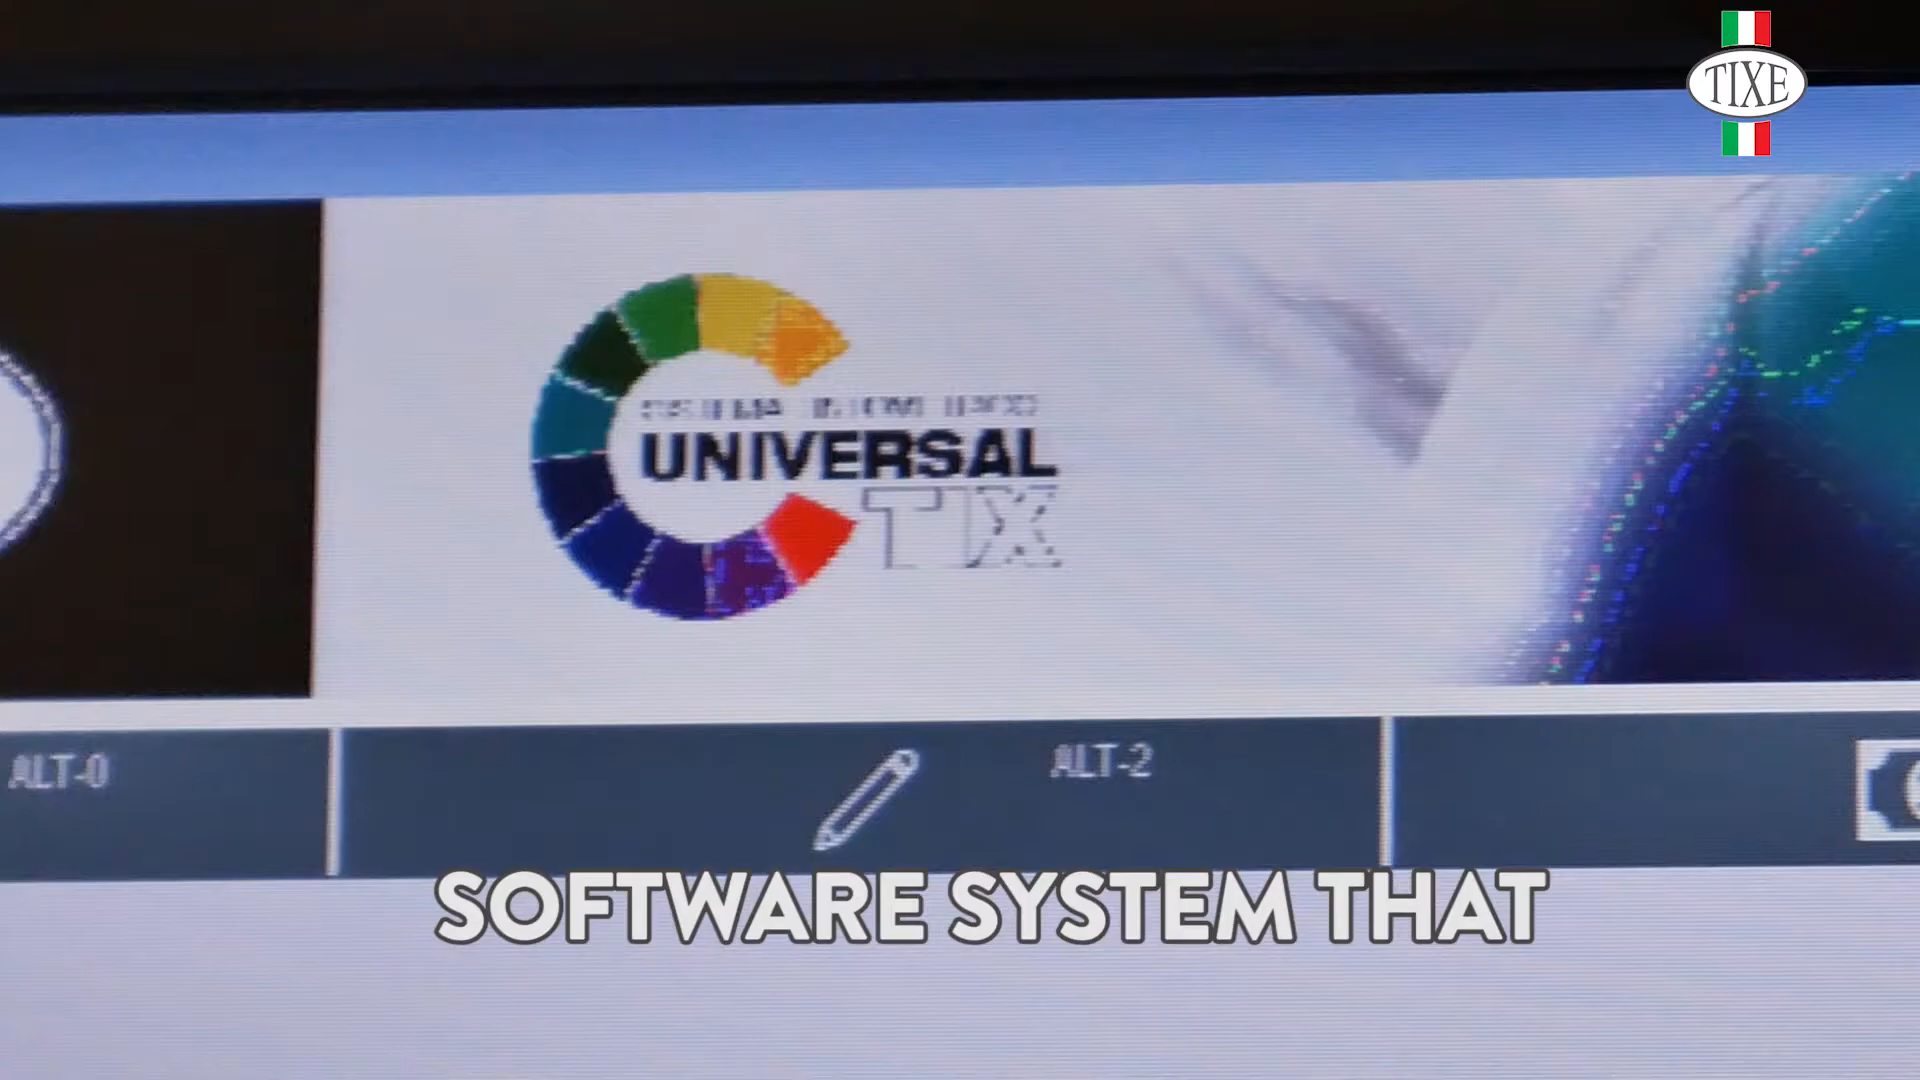 TIXE
UNIVERSAL
TIX
ALT-0
ALT-2
SOFTWARE SYSTEM THAT